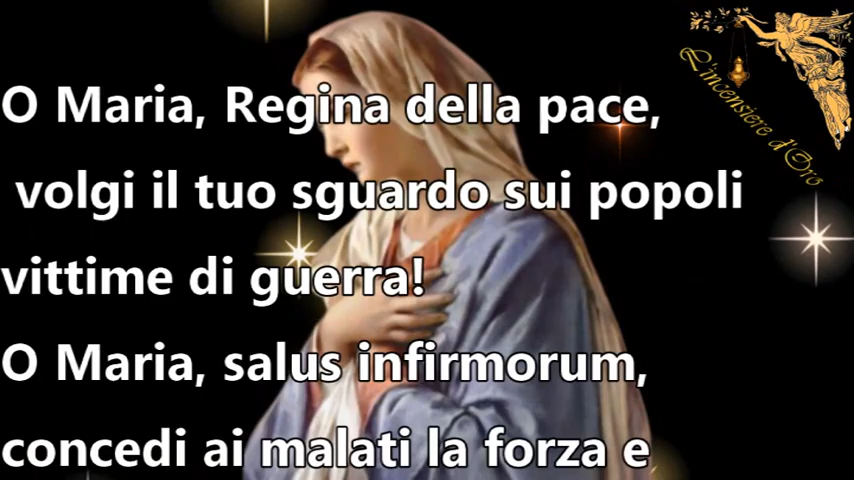 O Maria, Regina della pace,
volgi il tuo sguardo sui popoli
vittime di guerra!
O Maria, salus infirmorum,
concedi ai malati la forza e
L'incensiere d'Oro